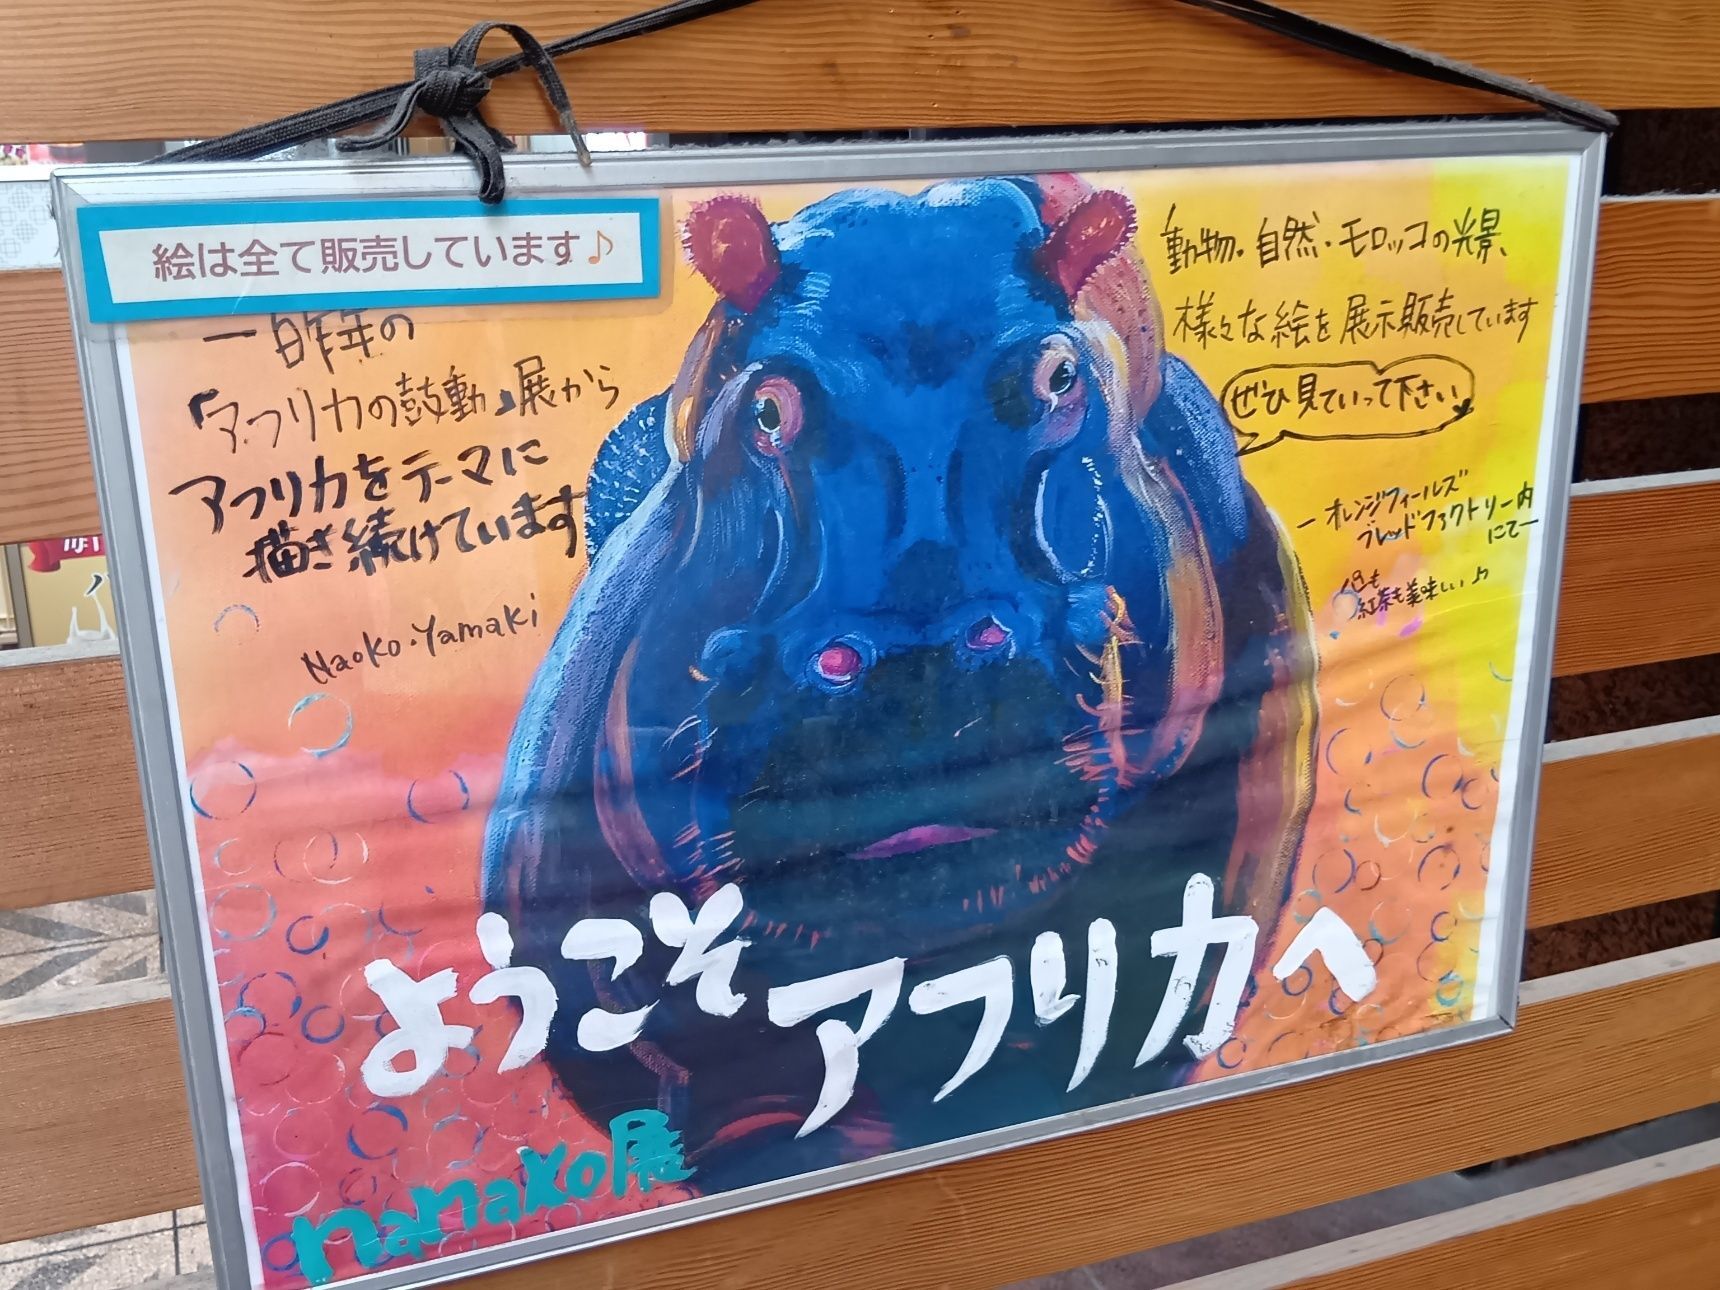 絵は全て販売しています♪
一昨年の
「アフリカの鼓動」展から
アフリカをテーマに
描き続けています
Naoko.Yamaki
動物・自然・モロッコの光景、
様々な絵を展示販売しています
ぜひ見ていって下さい
ーオレンジフィールズ
ブレッドファクトリー内
にてー
紅茶も美味しい♪
ようこそ
アフリカへ
nanako展